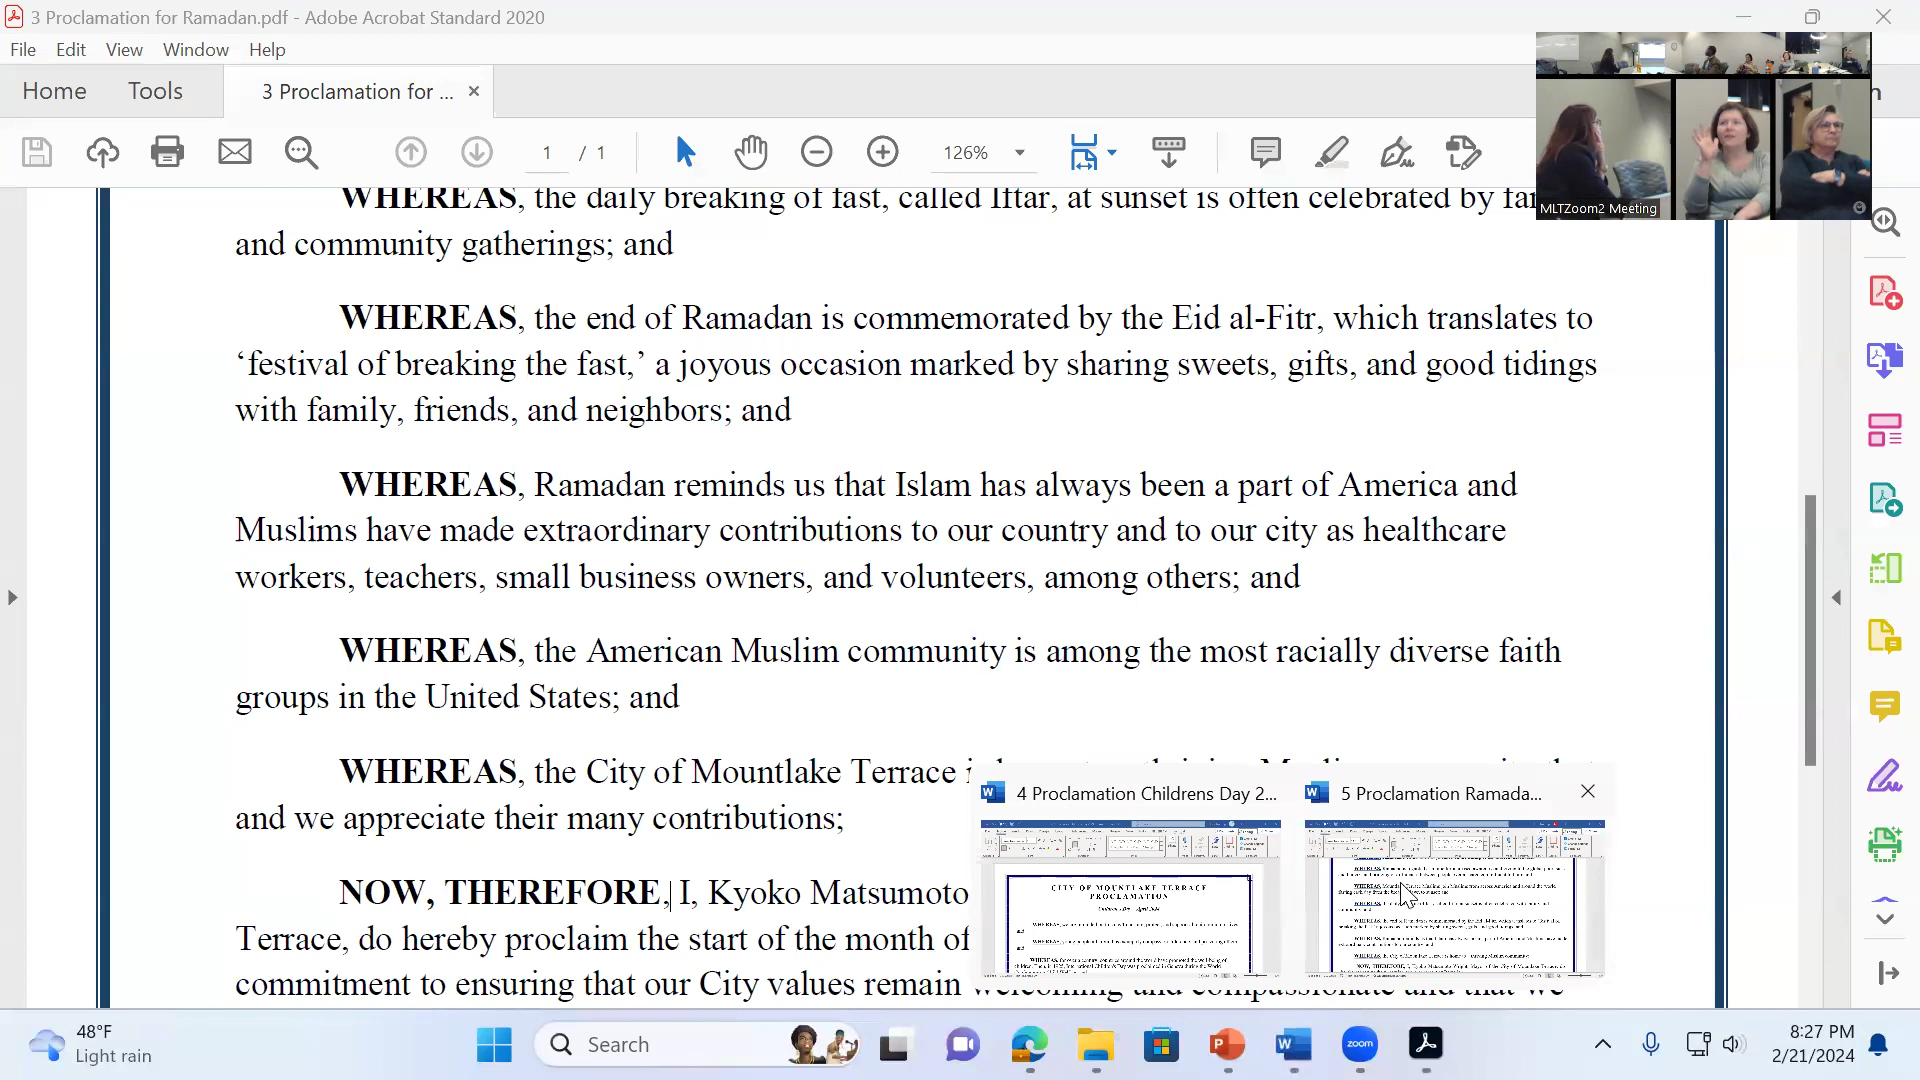 3 Proclamation for Ramadan.pdf - Adobe Acrobat Standard 2020
File Edit View Window Help
Home Tools 3 Proclamation for ... ×
1 / 1 126%
MLTZoom2 Meeting
WHEREAS, the daily breaking of fast, called Iftar, at sunset is often celebrated by
and community gatherings; and
WHEREAS, the end of Ramadan is commemorated by the Eid al-Fitr, which translates to
‘festival of breaking the fast,’ a joyous occasion marked by sharing sweets, gifts, and good tidings
with family, friends, and neighbors; and
WHEREAS, Ramadan reminds us that Islam has always been a part of America and
Muslims have made extraordinary contributions to our country and to our city as healthcare
workers, teachers, small business owners, and volunteers, among others; and
WHEREAS, the American Muslim community is among the most racially diverse faith
groups in the United States; and
WHEREAS, the City of Mountlake Terrace
and we appreciate their many contributions;
NOW, THEREFORE, I, Kyoko Matsumoto
Terrace, do hereby proclaim the start of the month of
commitment to ensuring that our City values remain welcoming and compassionate and that we
4 Proclamation Childrens Day 2...
5 Proclamation Ramada...
CITY OF MOUNTLAKE TERRACE
PROCLAMATION
48°F
Light rain
Search
zoom
8:27 PM
2/21/2024